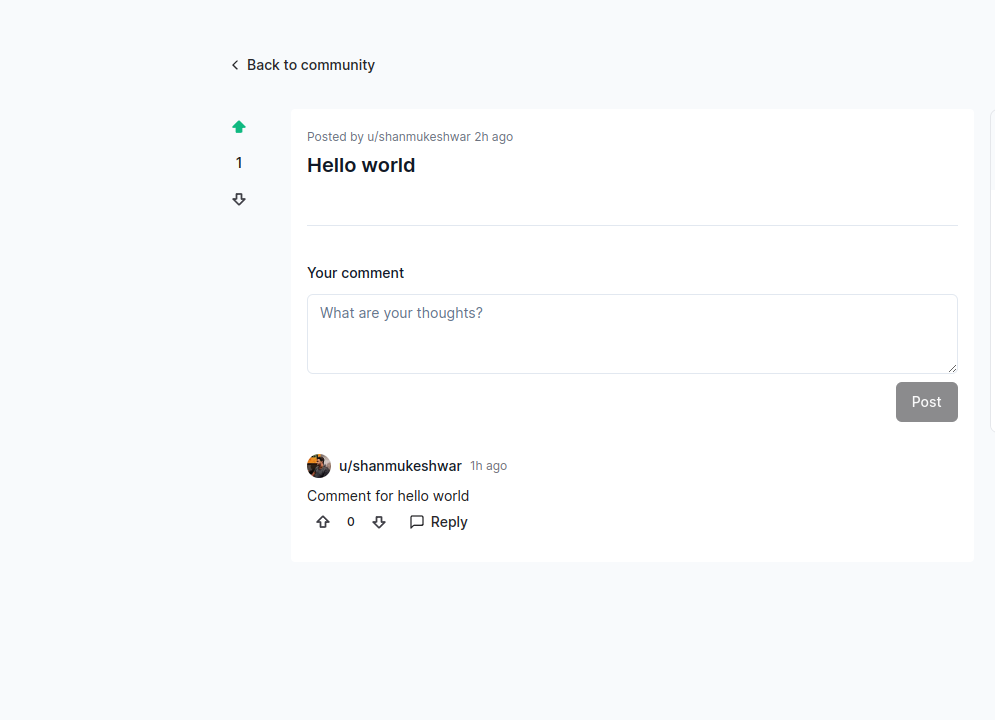 Back to community
1
Posted by u/shanmukeshwar 2h ago
Hello world
Your comment
What are your thoughts?
Post
u/shanmukeshwar 1h ago
Comment for hello world
0 Reply